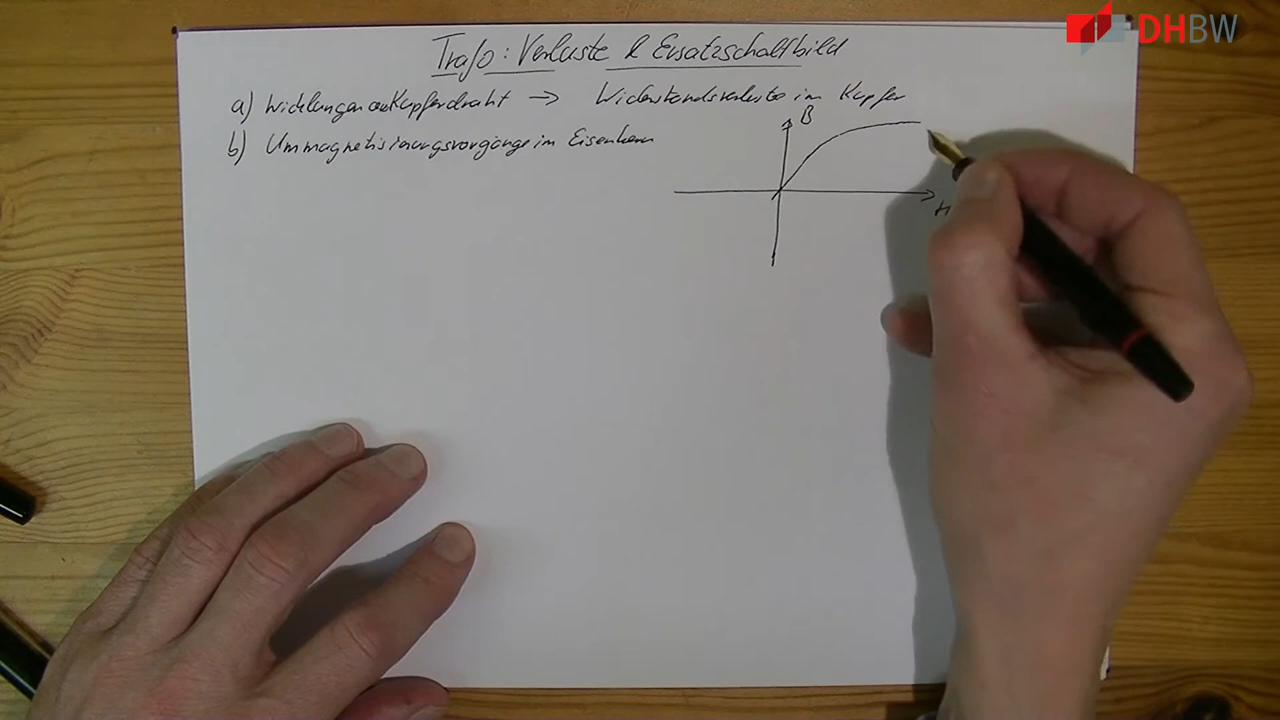 DHBW
Trafo: Verluste & Ersatzschaltbild
a) Wicklungen aus Kupferdraht → Widerstandsverluste im Kupfer
b) Ummagnetisierungsvorgänge im Eisenkern
B
H